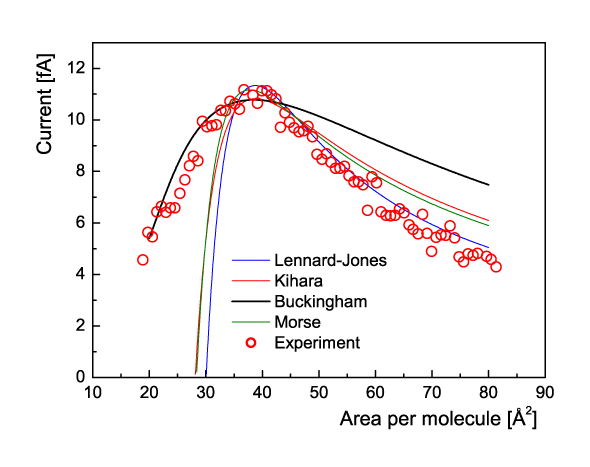 Current [fA]
12
10
8
6
4
2
0
Lennard-Jones
Kihara
Buckingham
Morse
Experiment
10 20 30 40 50 60 70 80 90
Area per molecule [Å²]